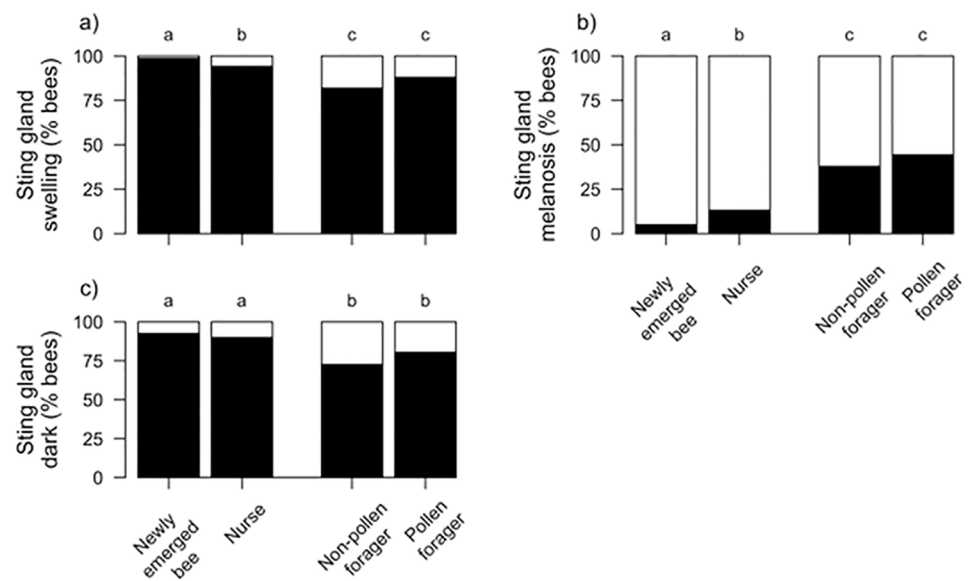 a)
a b c c
Sting gland
swelling (% bees)
100
75
50
25
0
b)
a b c c
Sting gland
melanosis (% bees)
100
75
50
25
0
Newly
emerged
bee
Nurse
Non-pollen
forager
Pollen
forager
c)
a a b b
Sting gland
dark (% bees)
100
75
50
25
0
Newly
emerged
bee
Nurse
Non-pollen
forager
Pollen
forager